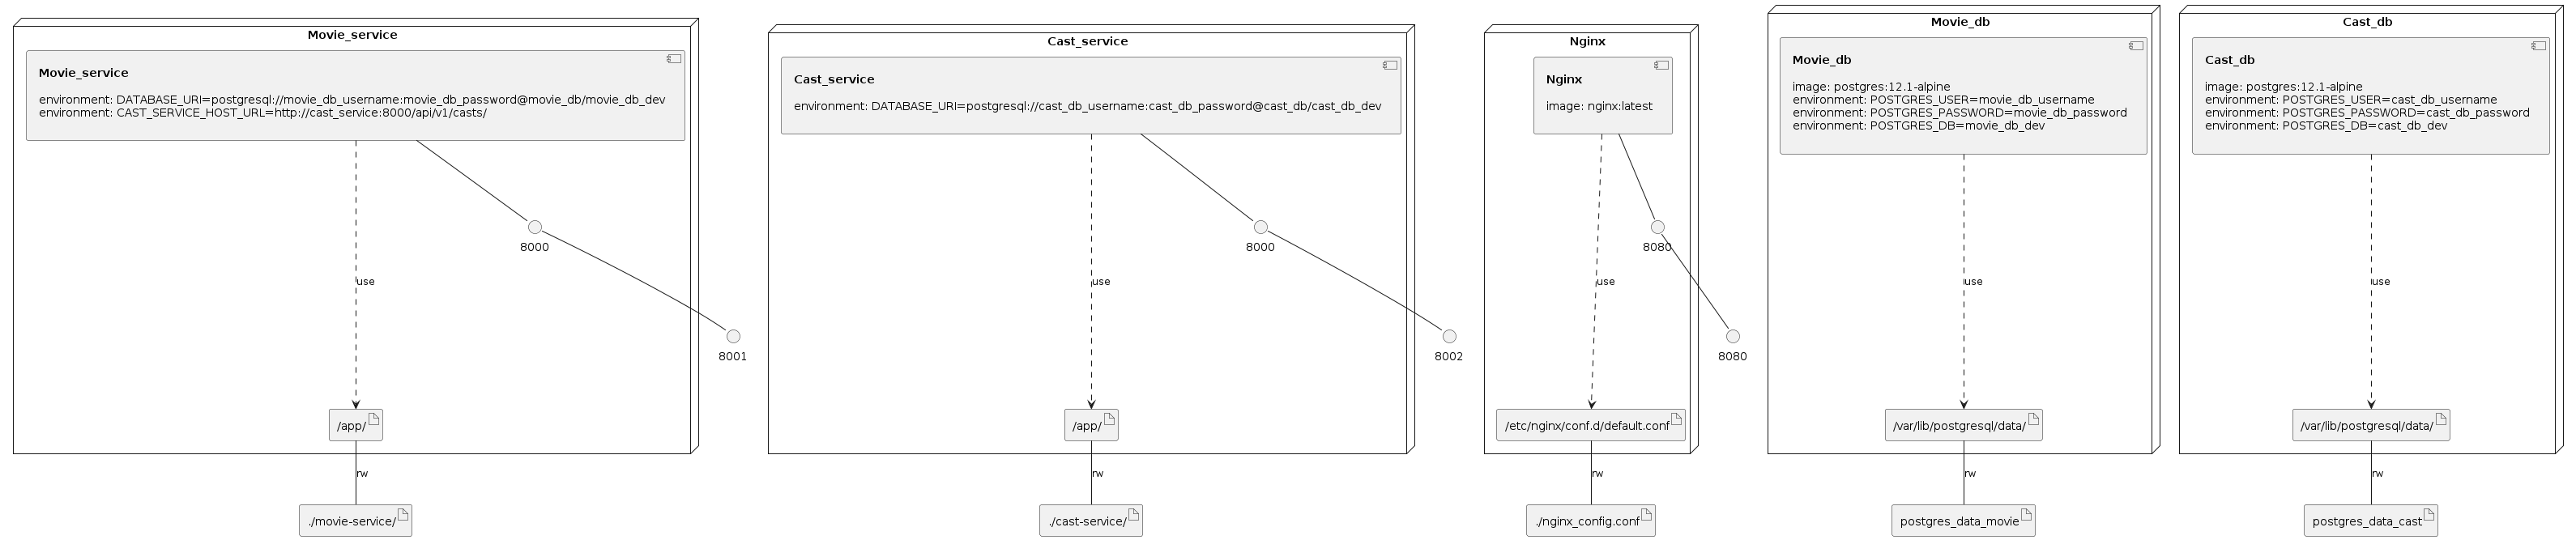 Movie_service
Movie_service
environment: DATABASE_URI=postgresql://movie_db_username:movie_db_password@movie_db/movie_db_dev
environment: CAST_SERVICE_HOST_URL=http://cast_service:8000/api/v1/casts/
8000
use
8001
/app/
rw
./movie-service/
Cast_service
Cast_service
environment: DATABASE_URI=postgresql://cast_db_username:cast_db_password@cast_db/cast_db_dev
8000
use
8002
/app/
rw
./cast-service/
Nginx
Nginx
image: nginx:latest
8080
use
8080
/etc/nginx/conf.d/default.conf
rw
./nginx_config.conf
Movie_db
Movie_db
image: postgres:12.1-alpine
environment: POSTGRES_USER=movie_db_username
environment: POSTGRES_PASSWORD=movie_db_password
environment: POSTGRES_DB=movie_db_dev
use
/var/lib/postgresql/data/
rw
postgres_data_movie
Cast_db
Cast_db
image: postgres:12.1-alpine
environment: POSTGRES_USER=cast_db_username
environment: POSTGRES_PASSWORD=cast_db_password
environment: POSTGRES_DB=cast_db_dev
use
/var/lib/postgresql/data/
rw
postgres_data_cast